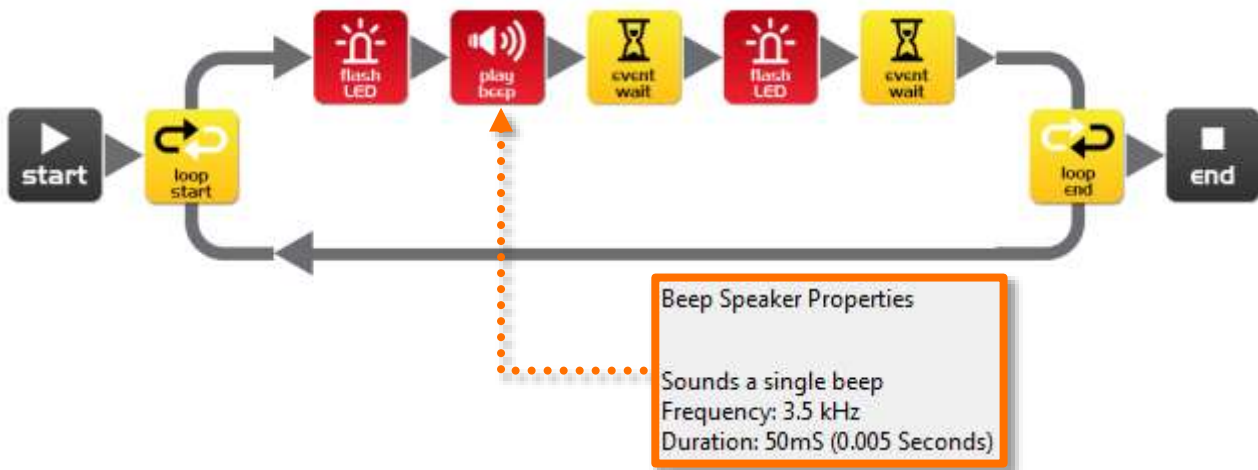 flash
LED
play
beep
event
wait
flash
LED
event
wait
start
loop
start
loop
end
end
Beep Speaker Properties
Sounds a single beep
Frequency: 3.5 kHz
Duration: 50mS (0.005 Seconds)